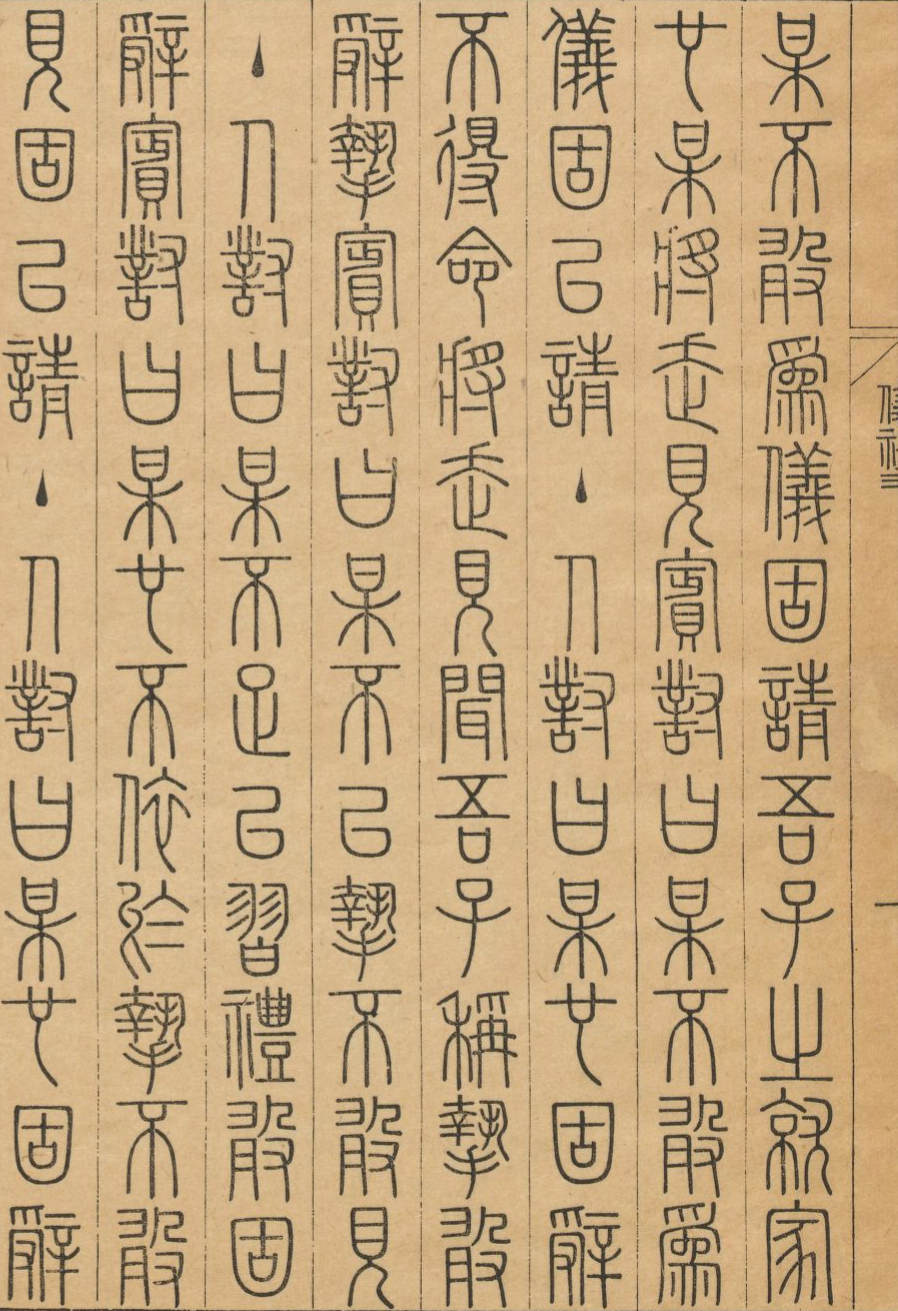 某不敢爲儀固請吾子之就家
也某將走見賓對曰某不敢爲
儀固以請主人對曰某也固辭
不得命將走見聞吾子稱摯敢
辭摯賓對曰某不以摯不敢見
主人對曰某不足以習禮敢固
辭賓對曰某也不依於摯不敢
見固以請主人對曰某也固辭